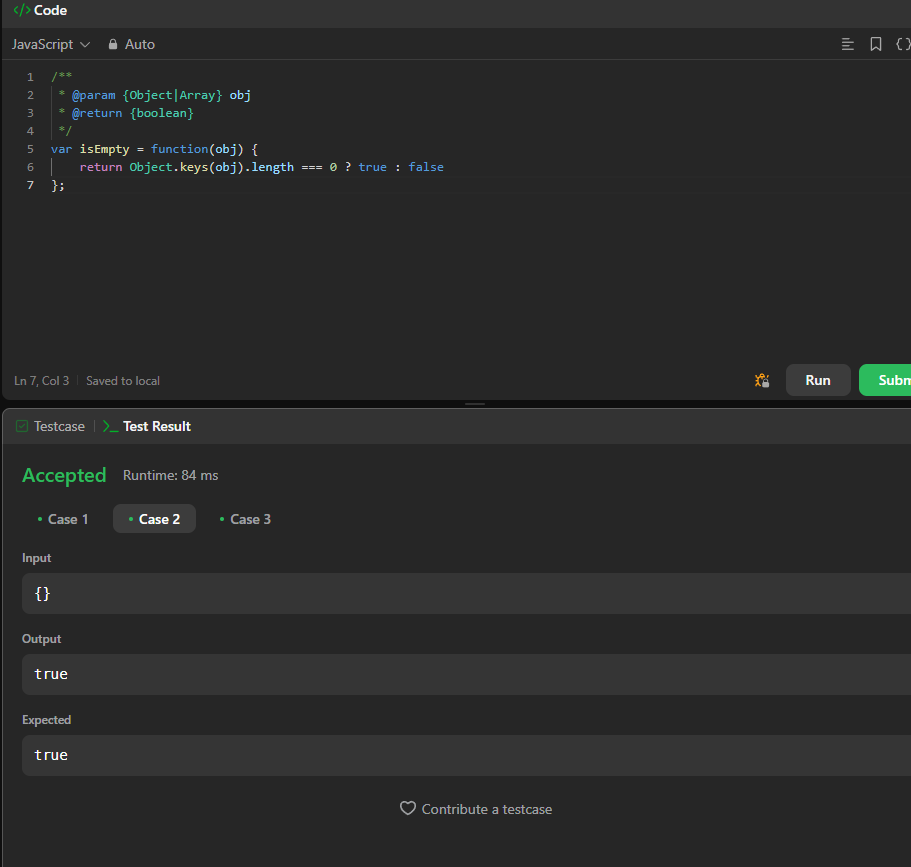 </> Code
JavaScript Auto
1 /**
2 * @param {Object|Array} obj
3 * @return {boolean}
4 */
5 var isEmpty = function(obj) {
6 return Object.keys(obj).length === 0 ? true : false
7 };
Ln 7, Col 3 Saved to local
Run
Subm
Testcase
>_ Test Result
Accepted Runtime: 84 ms
• Case 1 • Case 2 • Case 3
Input
{}
Output
true
Expected
true
Contribute a testcase